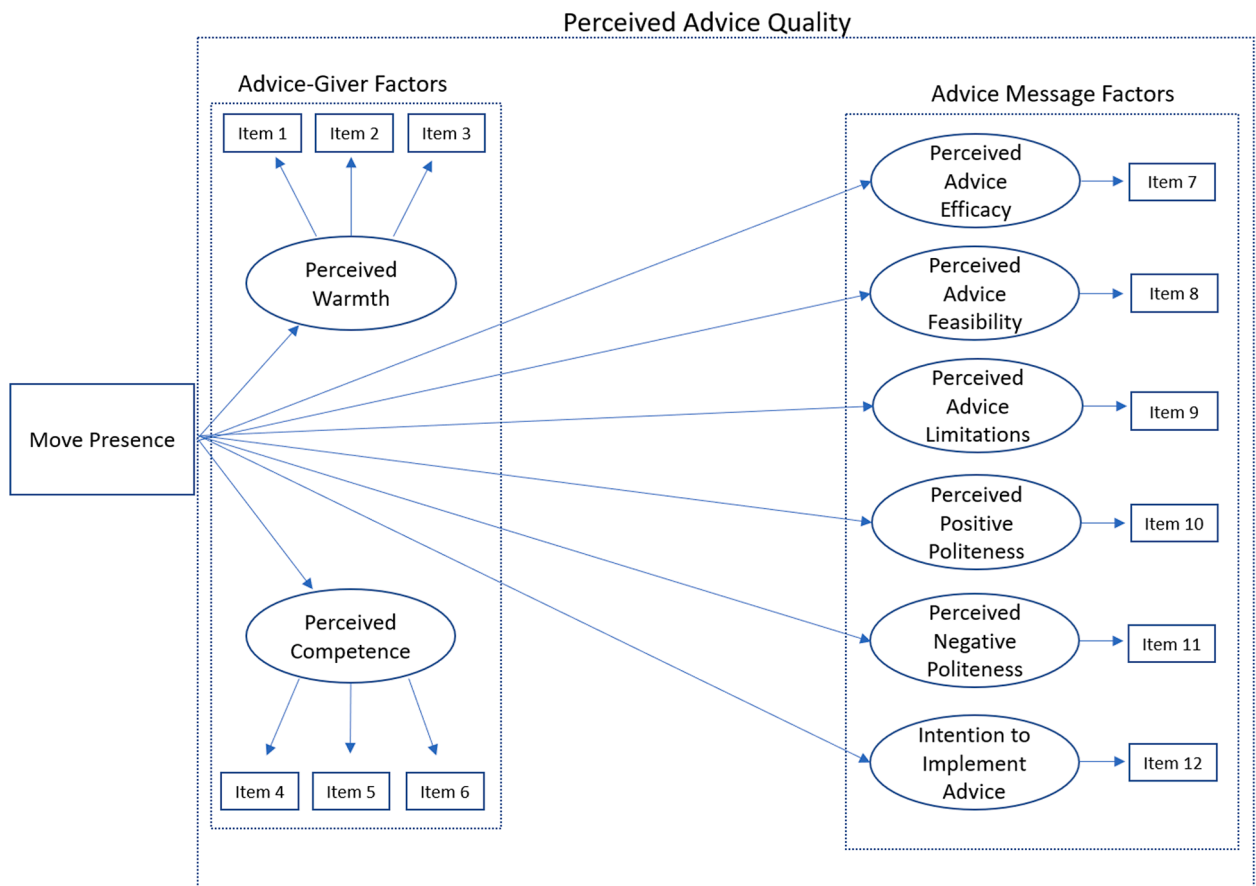 Perceived Advice Quality
Advice-Giver Factors
Item 1
Item 2
Item 3
Perceived
Warmth
Move Presence
Perceived
Competence
Item 4
Item 5
Item 6
Advice Message Factors
Perceived
Advice
Efficacy
Item 7
Perceived
Advice
Feasibility
Item 8
Perceived
Advice
Limitations
Item 9
Perceived
Positive
Politeness
Item 10
Perceived
Negative
Politeness
Item 11
Intention to
Implement
Advice
Item 12